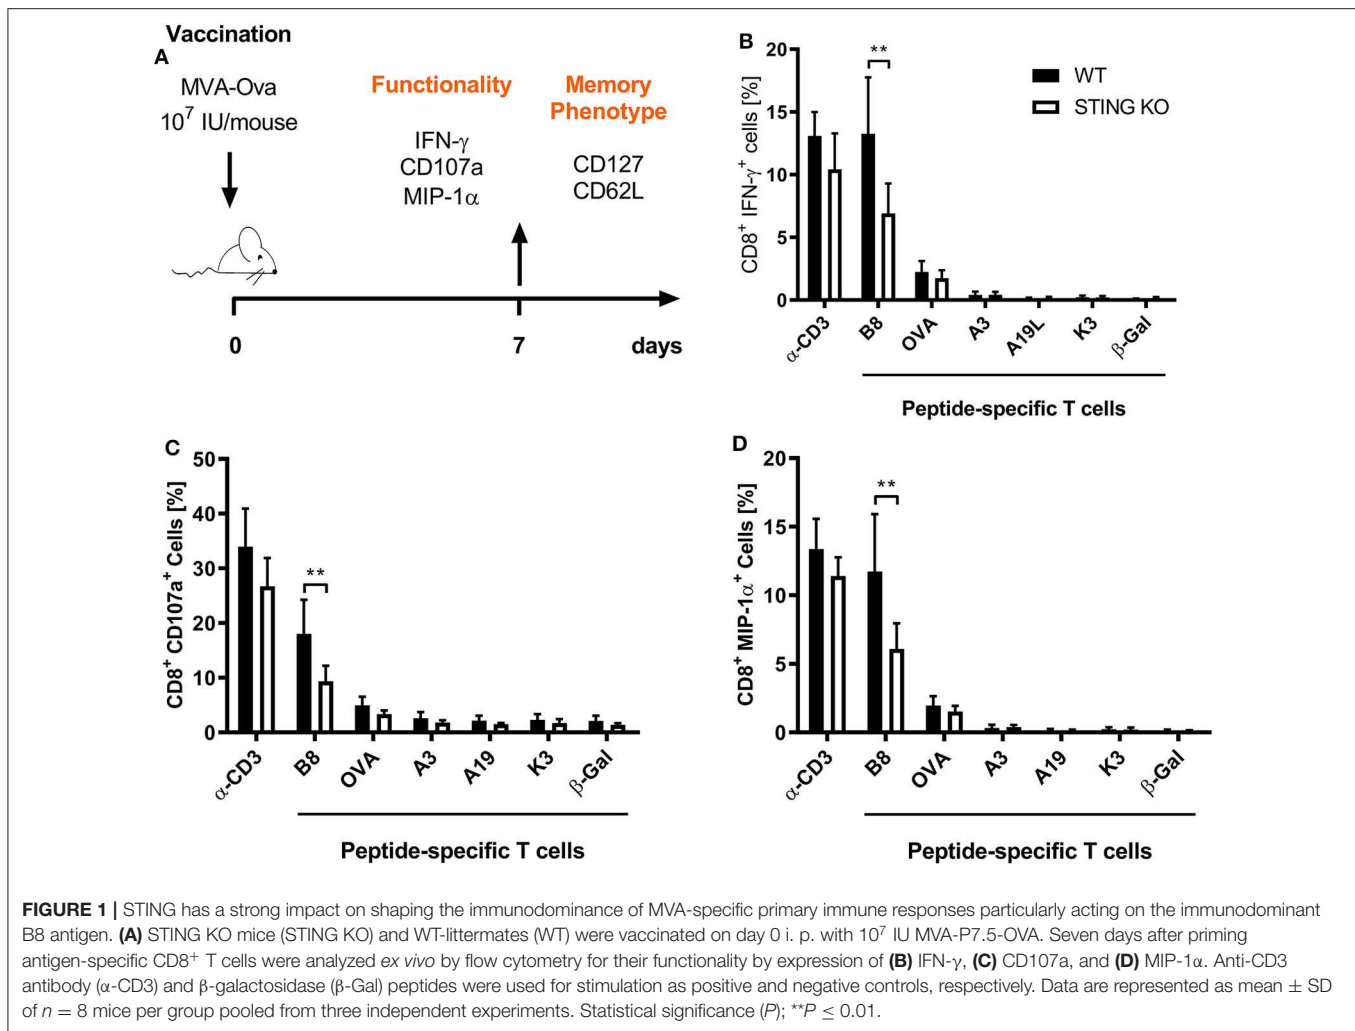 Vaccination
A
MVA-Ova
10⁷ IU/mouse
Functionality
IFN-γ
CD107a
MIP-1α
Memory
Phenotype
CD127
CD62L
0
7
days
B
CD8⁺ IFN-γ⁺ cells [%]
20
15
10
5
0
**
WT
STING KO
α-CD3
B8
OVA
A3
A19L
K3
β-Gal
Peptide-specific T cells
C
CD8⁺ CD107a⁺ Cells [%]
50
40
30
20
10
0
**
α-CD3
B8
OVA
A3
A19
K3
β-Gal
Peptide-specific T cells
D
CD8⁺ MIP-1α⁺ Cells [%]
20
15
10
5
0
**
α-CD3
B8
OVA
A3
A19
K3
β-Gal
Peptide-specific T cells
FIGURE 1 | STING has a strong impact on shaping the immunodominance of MVA-specific primary immune responses particularly acting on the immunodominant
B8 antigen. (A) STING KO mice (STING KO) and WT-littermates (WT) were vaccinated on day 0 i. p. with 10⁷ IU MVA-P7.5-OVA. Seven days after priming
antigen-specific CD8⁺ T cells were analyzed ex vivo by flow cytometry for their functionality by expression of (B) IFN-γ, (C) CD107a, and (D) MIP-1α. Anti-CD3
antibody (α-CD3) and β-galactosidase (β-Gal) peptides were used for stimulation as positive and negative controls, respectively. Data are represented as mean ± SD
of n = 8 mice per group pooled from three independent experiments. Statistical significance (P); **P ≤ 0.01.